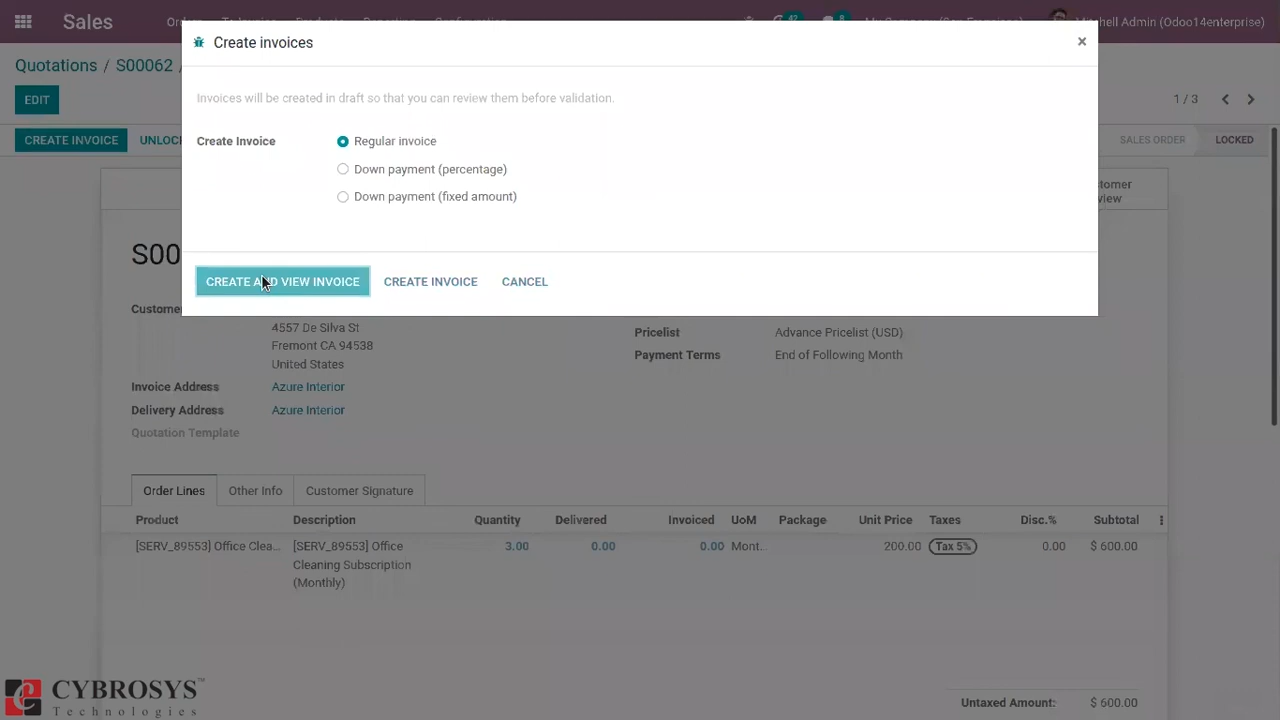 Sales
Mitchell Admin (Odoo14enterprise)
Create invoices
×
Quotations / S00062 /
EDIT
1 / 3
Invoices will be created in draft so that you can review them before validation.
CREATE INVOICE
UNLOC
SALES ORDER
LOCKED
Create Invoice
Regular invoice
Down payment (percentage)
Down payment (fixed amount)
S00
CREATE AND VIEW INVOICE
CREATE INVOICE
CANCEL
Custome
4557 De Silva St
Fremont CA 94538
United States
Pricelist
Advance Pricelist (USD)
Payment Terms
End of Following Month
Invoice Address
Azure Interior
Delivery Address
Azure Interior
Quotation Template
Order Lines
Other Info
Customer Signature
Product Description Quantity Delivered Invoiced UoM Package Unit Price Taxes Disc.% Subtotal
[SERV_89553] Office Clea... [SERV_89553] Office 3.00 0.00 0.00 Mont... 200.00 Tax 5% 0.00 $ 600.00
Cleaning Subscription
(Monthly)
CYBROSYS™
Technologies
Untaxed Amount: $ 600.00